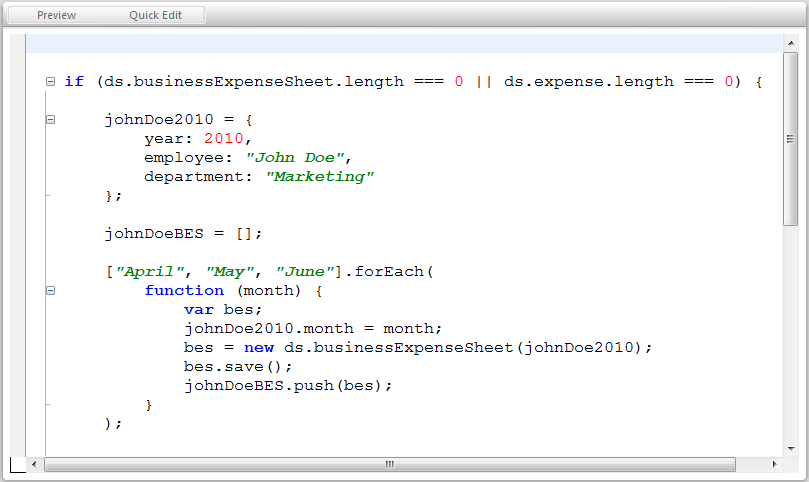 Preview Quick Edit
if (ds.businessExpenseSheet.length === 0 || ds.expense.length === 0) {
johnDoe2010 = {
year: 2010,
employee: "John Doe",
department: "Marketing"
};
johnDoeBES = [];
["April", "May", "June"].forEach(
function (month) {
var bes;
johnDoe2010.month = month;
bes = new ds.businessExpenseSheet(johnDoe2010);
bes.save();
johnDoeBES.push(bes);
}
);